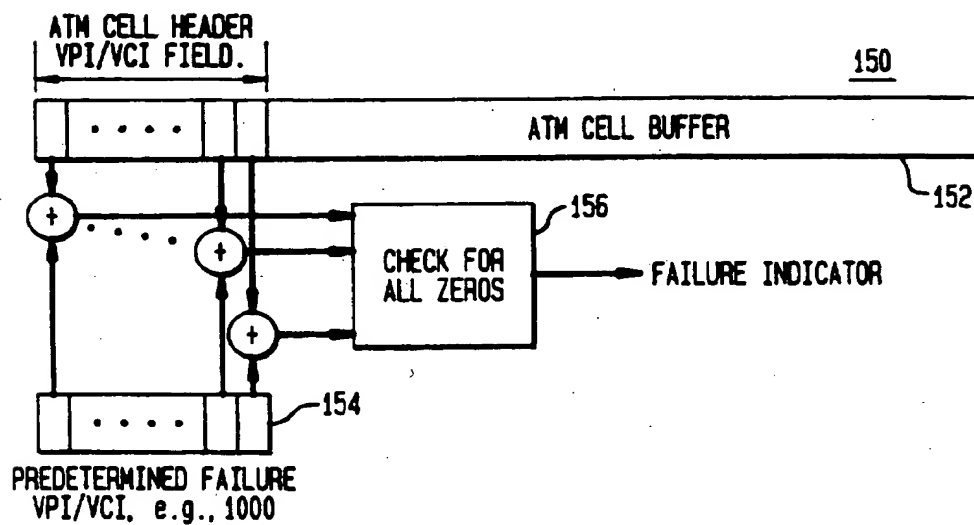 ATM CELL HEADER
VPI/VCI FIELD.
150
ATM CELL BUFFER
152
+
+
+
156
CHECK FOR
ALL ZEROS
FAILURE INDICATOR
154
PREDETERMINED FAILURE
VPI/VCI, e.g., 1000